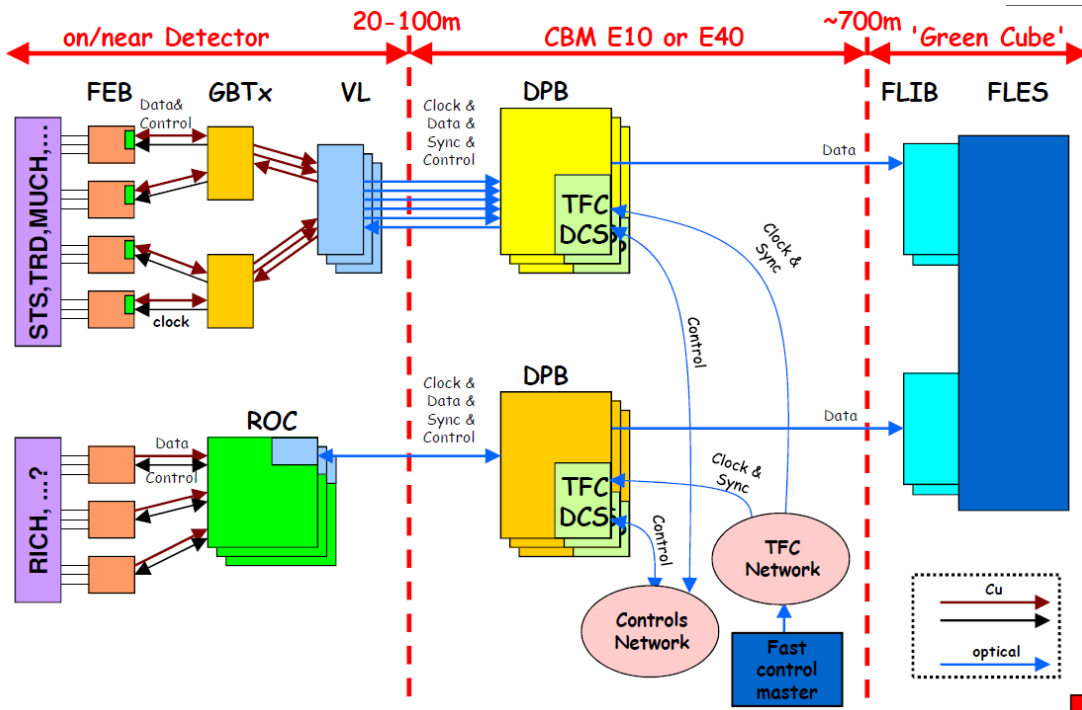 20-100m
~700m
on/near Detector
CBM E10 or E40
'Green Cube'
FEB
GBTx
VL
DPB
FLIB
FLES
Data&
Control
Clock &
Data &
Sync &
Control
Data
STS,TRD,MUCH,...
TFC
DCS
Clock &
Sync
clock
Control
ROC
Clock &
Data &
Sync &
Control
DPB
Data
Data
Control
RICH, ...?
Clock &
Sync
TFC
DCS
Control
TFC
Network
Controls
Network
Fast
control
master
Cu
optical